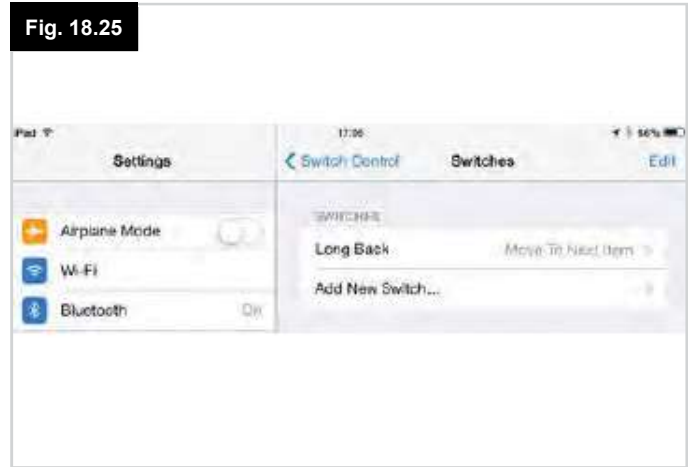 Fig. 18.25
iPad 17:06 56%
Settings
Switch Control Switches Edit
Airplane Mode
Wi-Fi
Bluetooth On
SWITCHES
Long Back Move To Next Item
Add New Switch...